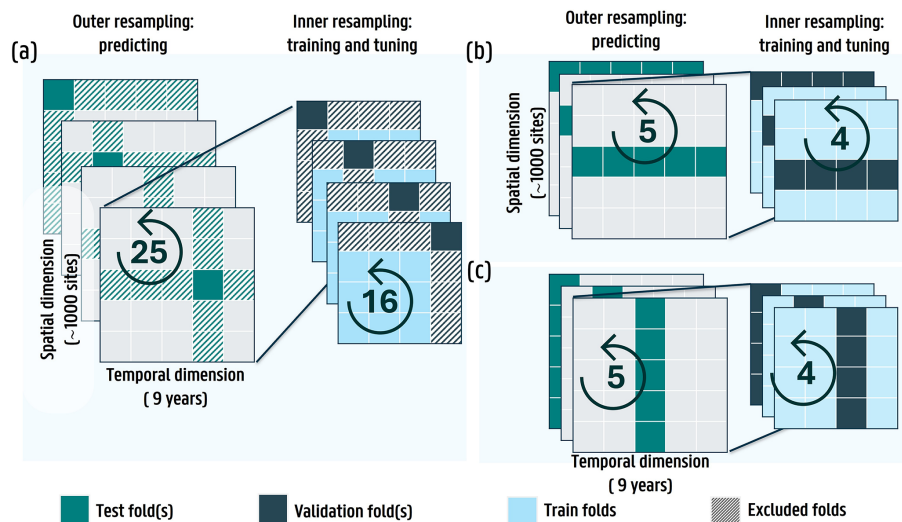 (a)
Outer resampling:
predicting
Inner resampling:
training and tuning
Spatial dimension
(~1000 sites)
25
16
Temporal dimension
( 9 years)
(b)
Outer resampling:
predicting
Inner resampling:
training and tuning
Spatial dimension
(~1000 sites)
5
4
(c)
5
4
Temporal dimension
( 9 years)
Test fold(s)
Validation fold(s)
Train folds
Excluded folds